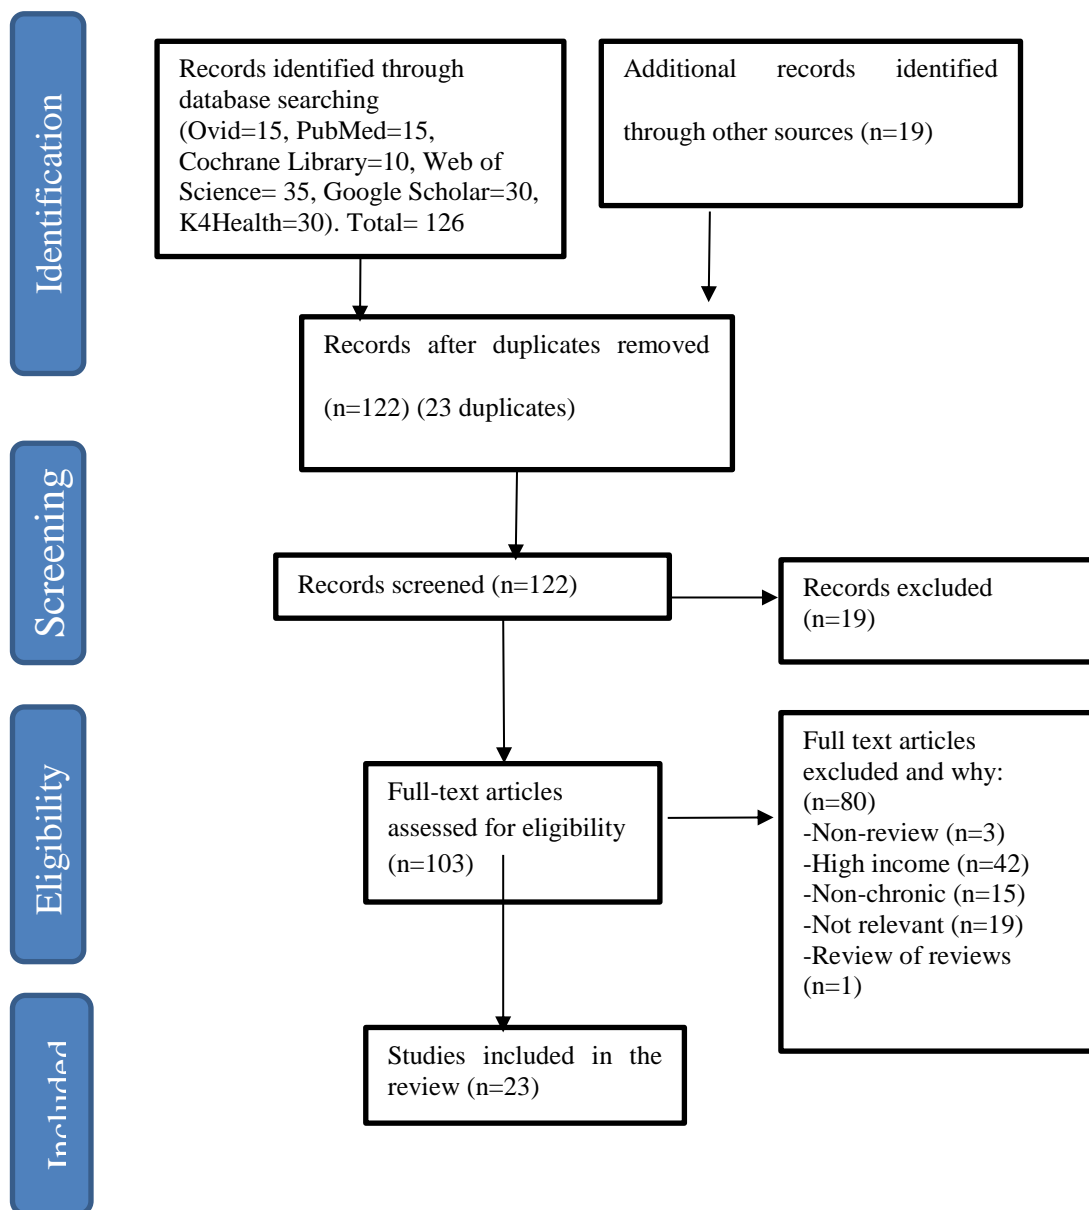 Identification
Records identified through
database searching
(Ovid=15, PubMed=15,
Cochrane Library=10, Web of
Science= 35, Google Scholar=30,
K4Health=30). Total= 126
Additional records identified
through other sources (n=19)
Records after duplicates removed
(n=122) (23 duplicates)
Screening
Records screened (n=122)
Records excluded
(n=19)
Eligibility
Full-text articles
assessed for eligibility
(n=103)
Full text articles
excluded and why:
(n=80)
-Non-review (n=3)
-High income (n=42)
-Non-chronic (n=15)
-Not relevant (n=19)
-Review of reviews
(n=1)
Included
Studies included in the
review (n=23)